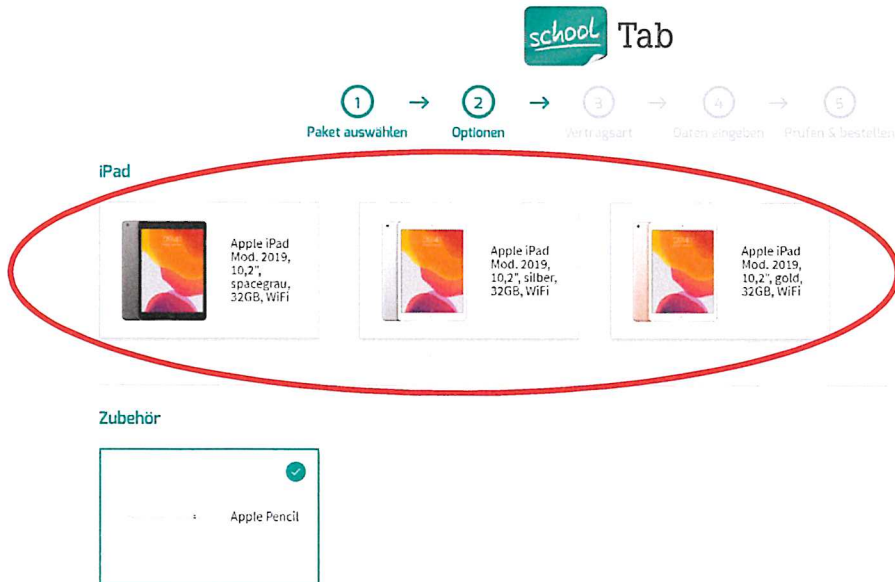 school Tab
1 → 2 → 3 → 4 → 5
Paket auswählen Optionen Vertragsart Daten eingeben Prüfen & bestellen
iPad
Apple iPad
Mod. 2019,
10,2",
spacegrau,
32GB, WiFi
Apple iPad
Mod. 2019,
10,2", silber,
32GB, WiFi
Apple iPad
Mod. 2019,
10,2", gold,
32GB, WiFi
Zubehör
Apple Pencil